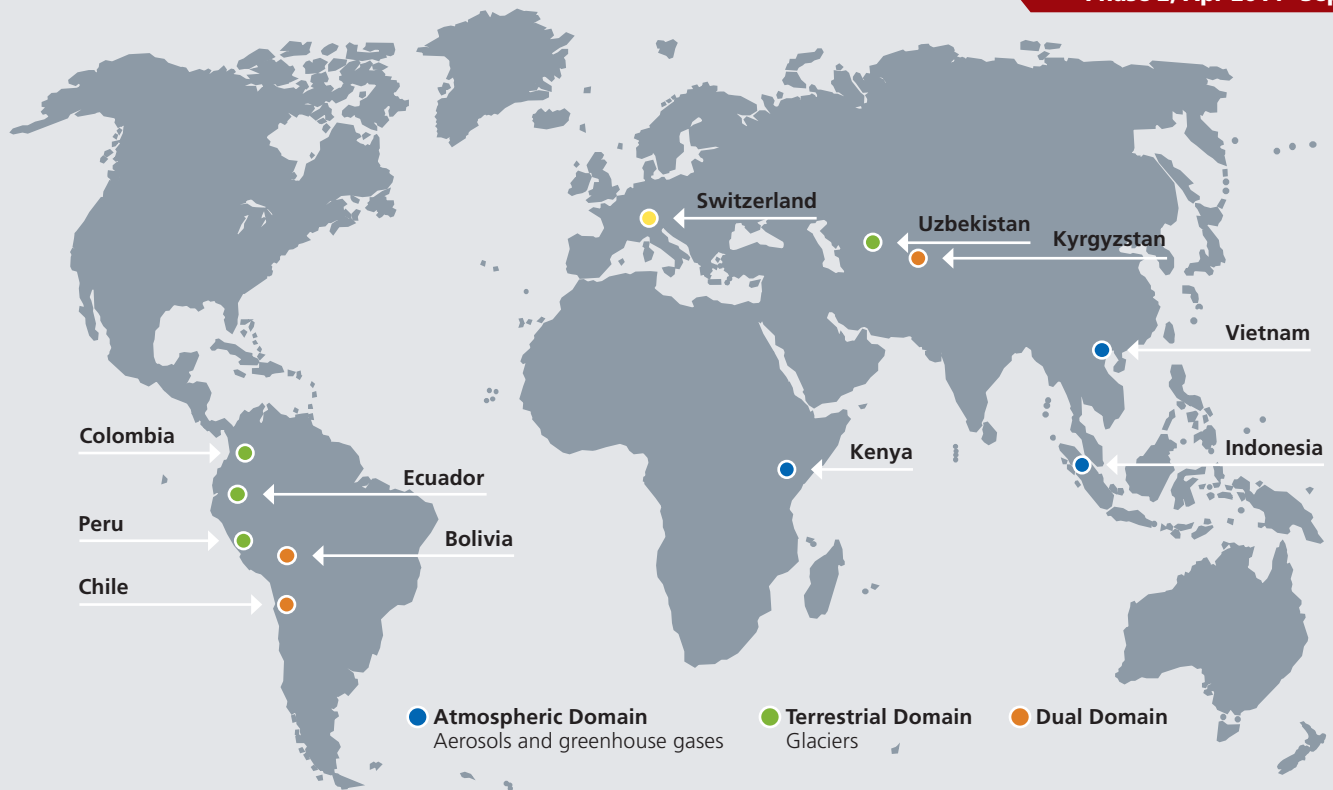 Switzerland
Uzbekistan
Kyrgyzstan
Vietnam
Colombia
Kenya
Indonesia
Ecuador
Peru
Bolivia
Chile
Atmospheric Domain
Aerosols and greenhouse gases
Terrestrial Domain
Glaciers
Dual Domain